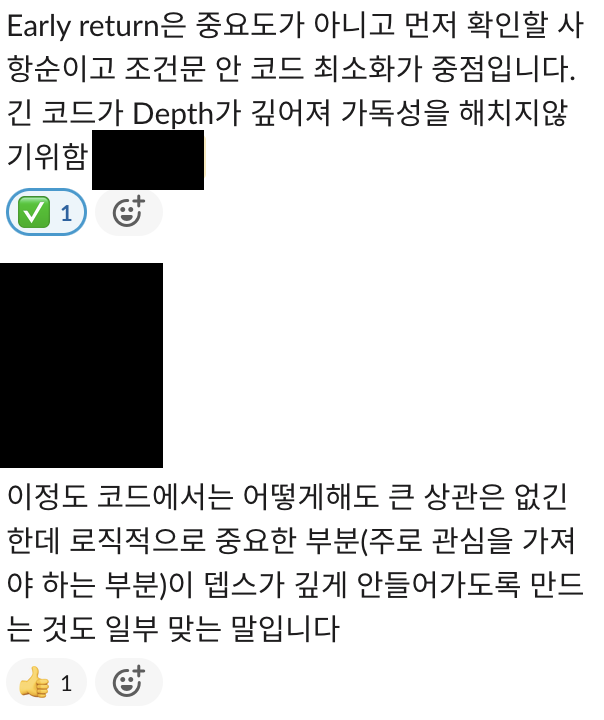 Early return은 중요도가 아니고 먼저 확인할 사
항순이고 조건문 안 코드 최소화가 중점입니다.
긴 코드가 Depth가 깊어져 가독성을 해치지않
기위함
1
이정도 코드에서는 어떻게해도 큰 상관은 없긴
한데 로직적으로 중요한 부분(주로 관심을 가져
야 하는 부분)이 뎁스가 깊게 안들어가도록 만드
는 것도 일부 맞는 말입니다
1